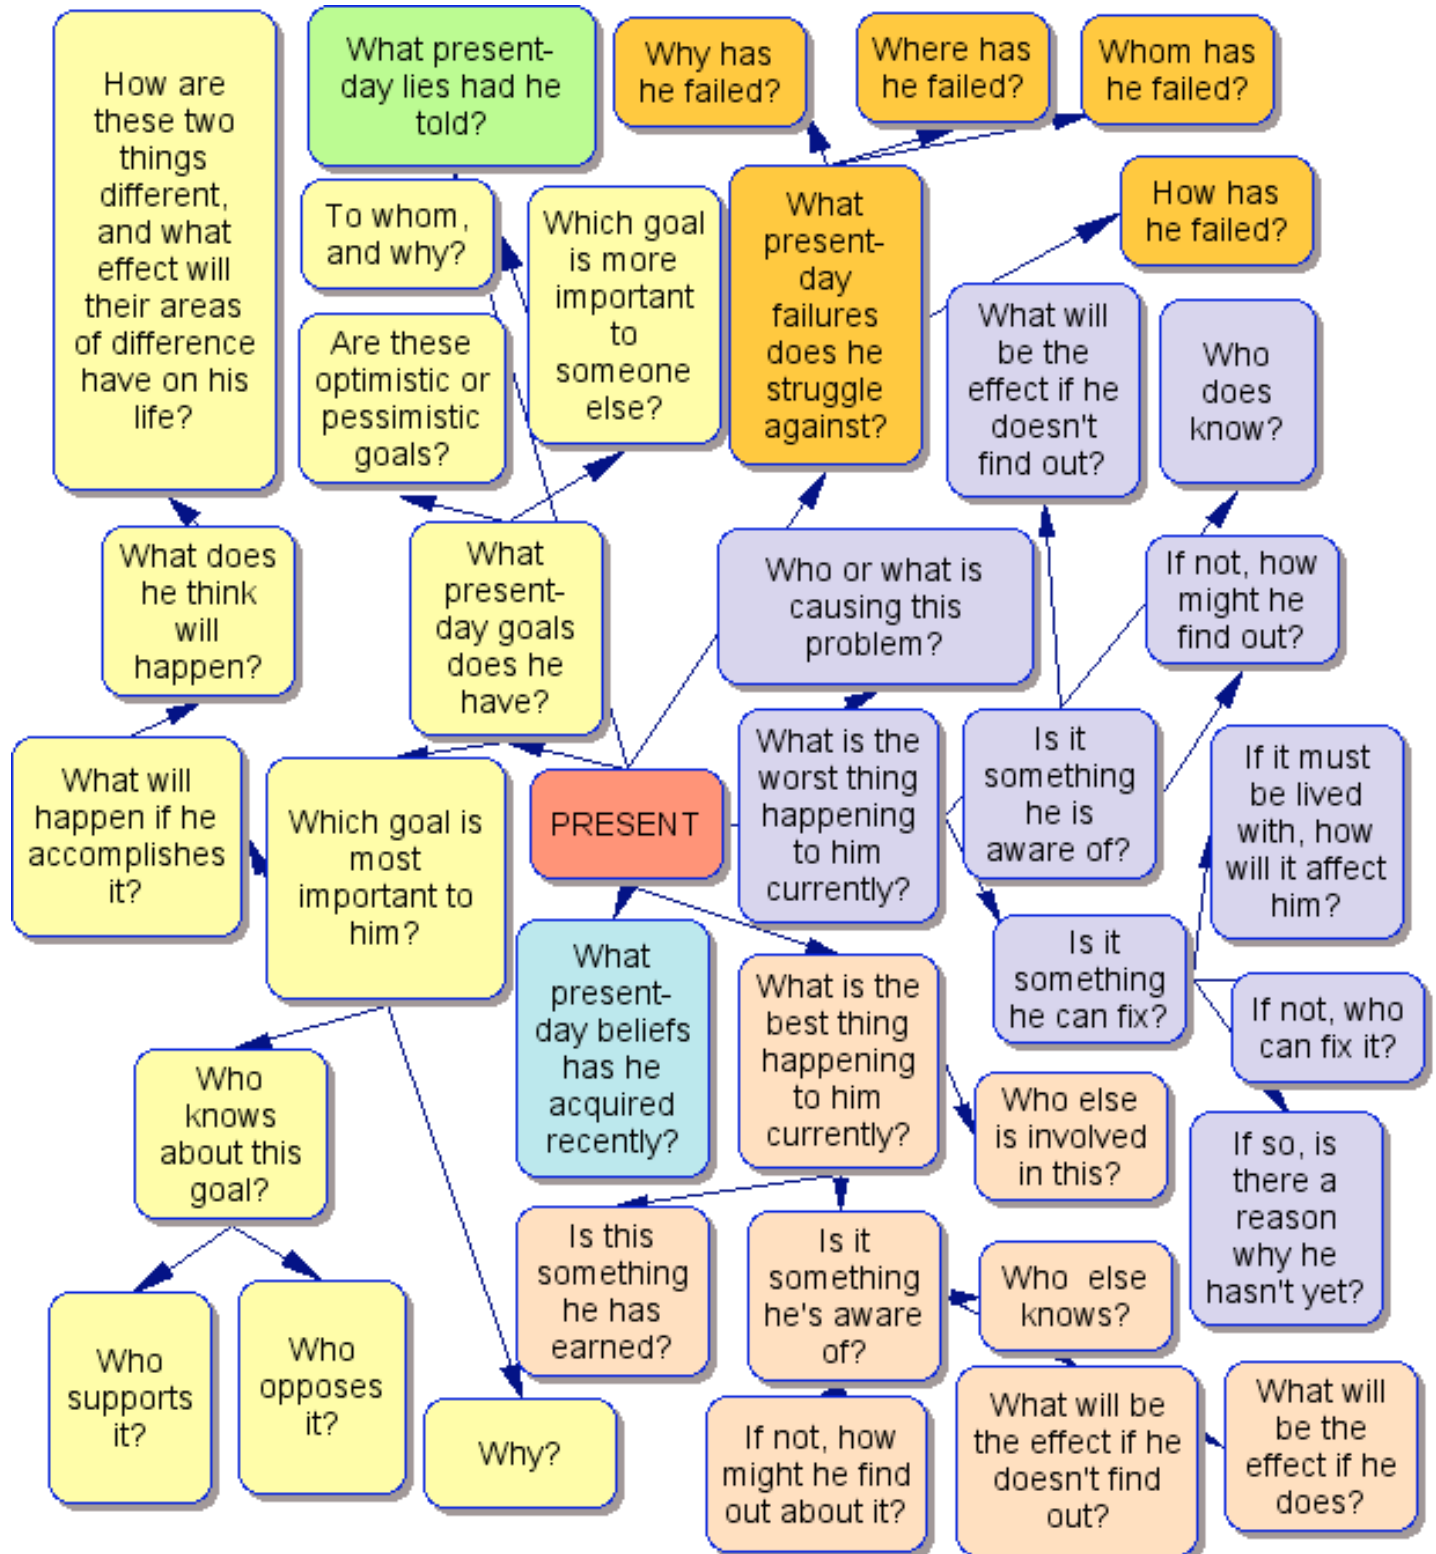 How are
these two
things
different,
and what
effect will
their areas
of difference
have on his
life?
What present-
day lies had he
told?
Why has
he failed?
Where has
he failed?
Whom has
he failed?
To whom,
and why?
Which goal
is more
important
to
someone
else?
What
present-
day
failures
does he
struggle
against?
How has
he failed?
Are these
optimistic or
pessimistic
goals?
What will
be the
effect if he
doesn't
find out?
Who
does
know?
What does
he think
will
happen?
What
present-
day goals
does he
have?
Who or what is
causing this
problem?
If not, how
might he
find out?
What will
happen if he
accomplishes
it?
Which goal is
most
important to
him?
PRESENT
What is the
worst thing
happening
to him
currently?
Is it
something
he is
aware of?
If it must
be lived
with, how
will it affect
him?
What
present-
day beliefs
has he
acquired
recently?
What is the
best thing
happening
to him
currently?
Is it
something
he can fix?
If not, who
can fix it?
Who
knows
about this
goal?
Who else
is involved
in this?
If so, is
there a
reason
why he
hasn't yet?
Is this
something
he has
earned?
Is it
something
he's aware
of?
Who  else
knows?
Who
supports
it?
Who
opposes
it?
Why?
If not, how
might he find
out about it?
What will be
the effect if he
doesn't find
out?
What will
be the
effect if he
does?